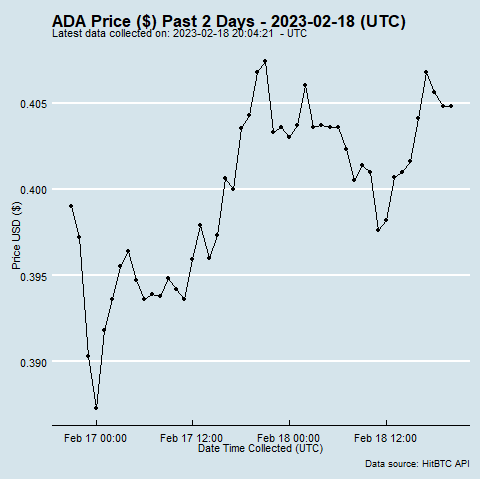 ADA Price ($) Past 2 Days - 2023-02-18 (UTC)
Latest data collected on: 2023-02-18 20:04:21  - UTC
0.405
0.400
0.395
0.390
Price USD ($)
Feb 17 00:00 Feb 17 12:00 Feb 18 00:00 Feb 18 12:00
Date Time Collected (UTC)
Data source: HitBTC API